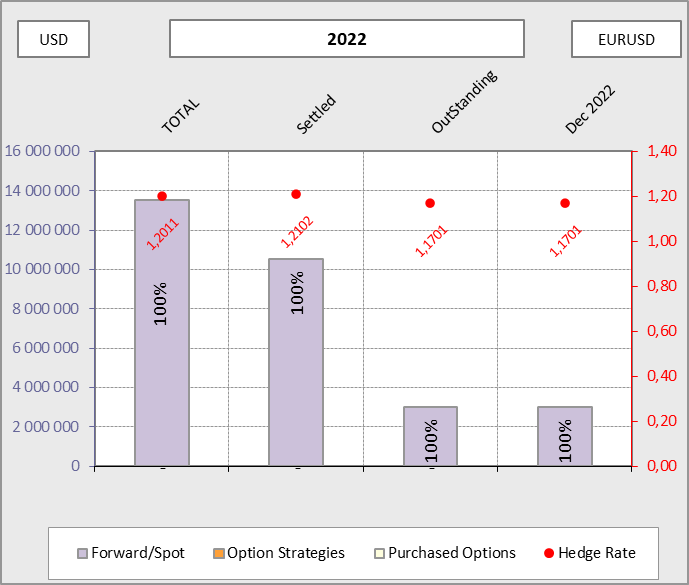 USD
2022
EURUSD
TOTAL
Settled
OutStanding
Dec 2022
16 000 000
14 000 000
12 000 000
10 000 000
8 000 000
6 000 000
4 000 000
2 000 000
0
1,40
1,20
1,00
0,80
0,60
0,40
0,20
0,00
1,2011
1,2102
1,1701
1,1701
100%
100%
100%
100%
Forward/Spot
Option Strategies
Purchased Options
Hedge Rate